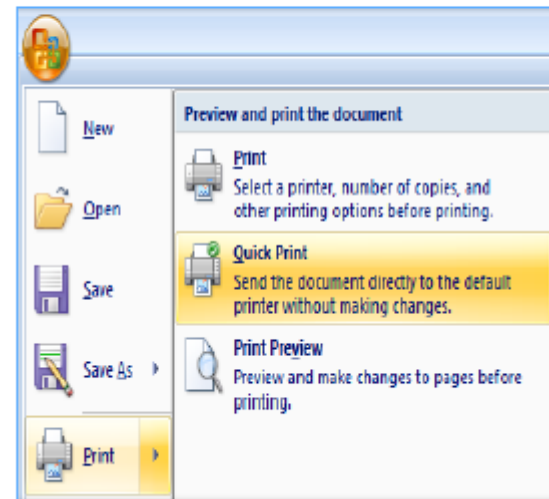 New
Open
Save
Save As
Print
Preview and print the document
Print
Select a printer, number of copies, and
other printing options before printing.
Quick Print
Send the document directly to the default
printer without making changes.
Print Preview
Preview and make changes to pages before
printing.